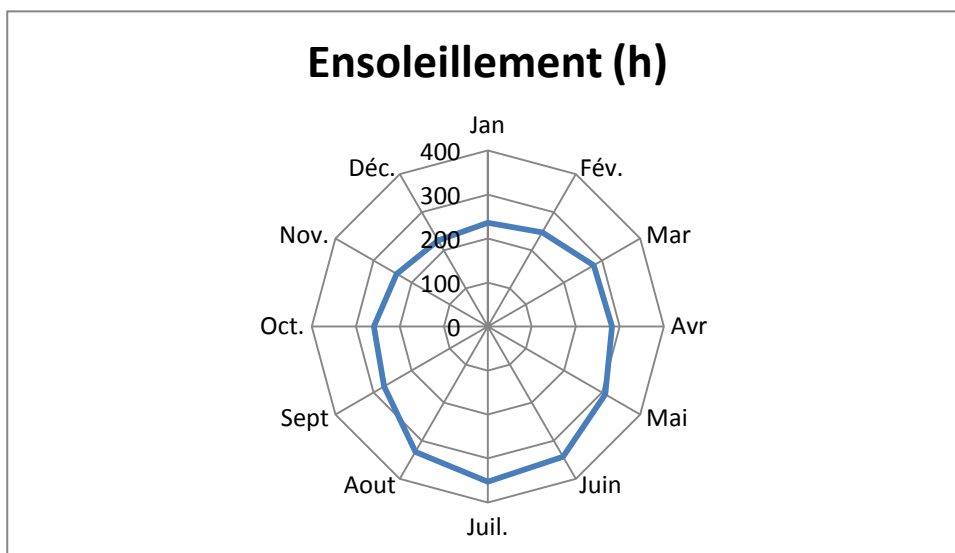 Ensoleillement (h)
Jan
Fév.
Mar
Avr
Mai
Juin
Juil.
Aout
Sept
Oct.
Nov.
Déc.
400
300
200
100
0